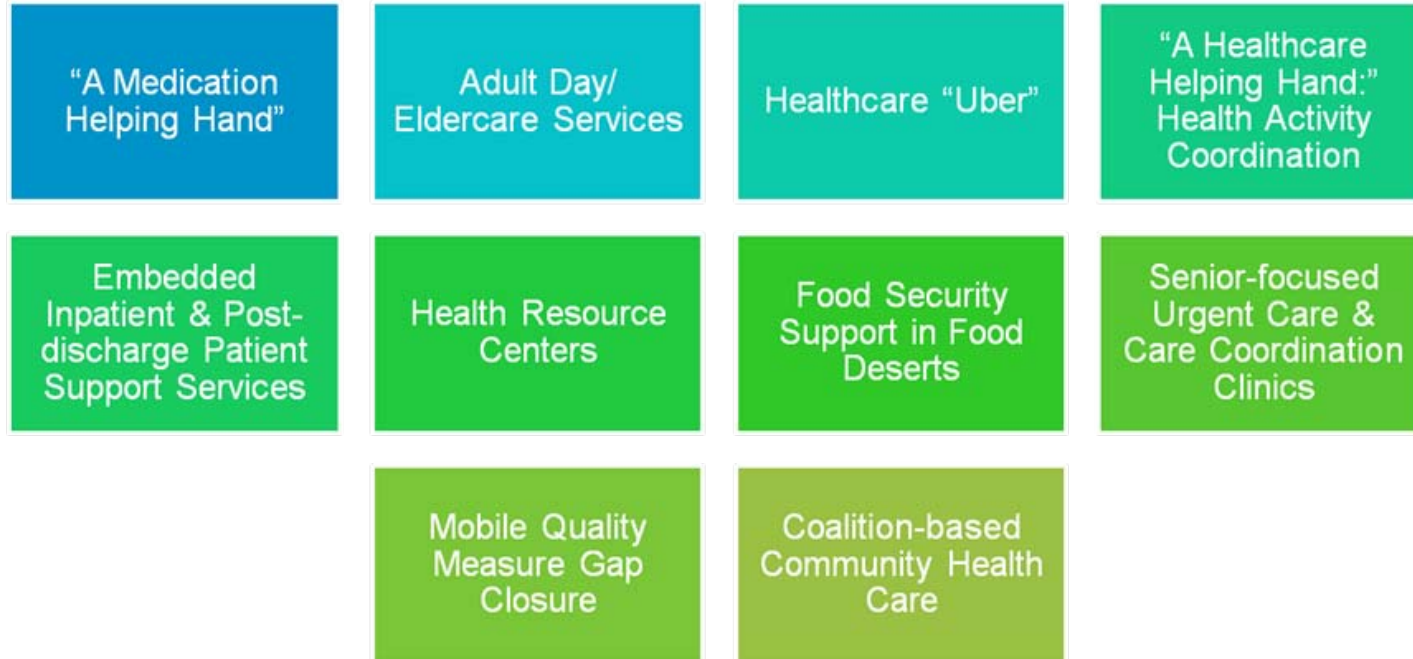 “A Medication
Helping Hand”
Adult Day/
Eldercare Services
Healthcare “Uber”
“A Healthcare
Helping Hand:”
Health Activity
Coordination
Embedded
Inpatient & Post-
discharge Patient
Support Services
Health Resource
Centers
Food Security
Support in Food
Deserts
Senior-focused
Urgent Care &
Care Coordination
Clinics
Mobile Quality
Measure Gap
Closure
Coalition-based
Community Health
Care